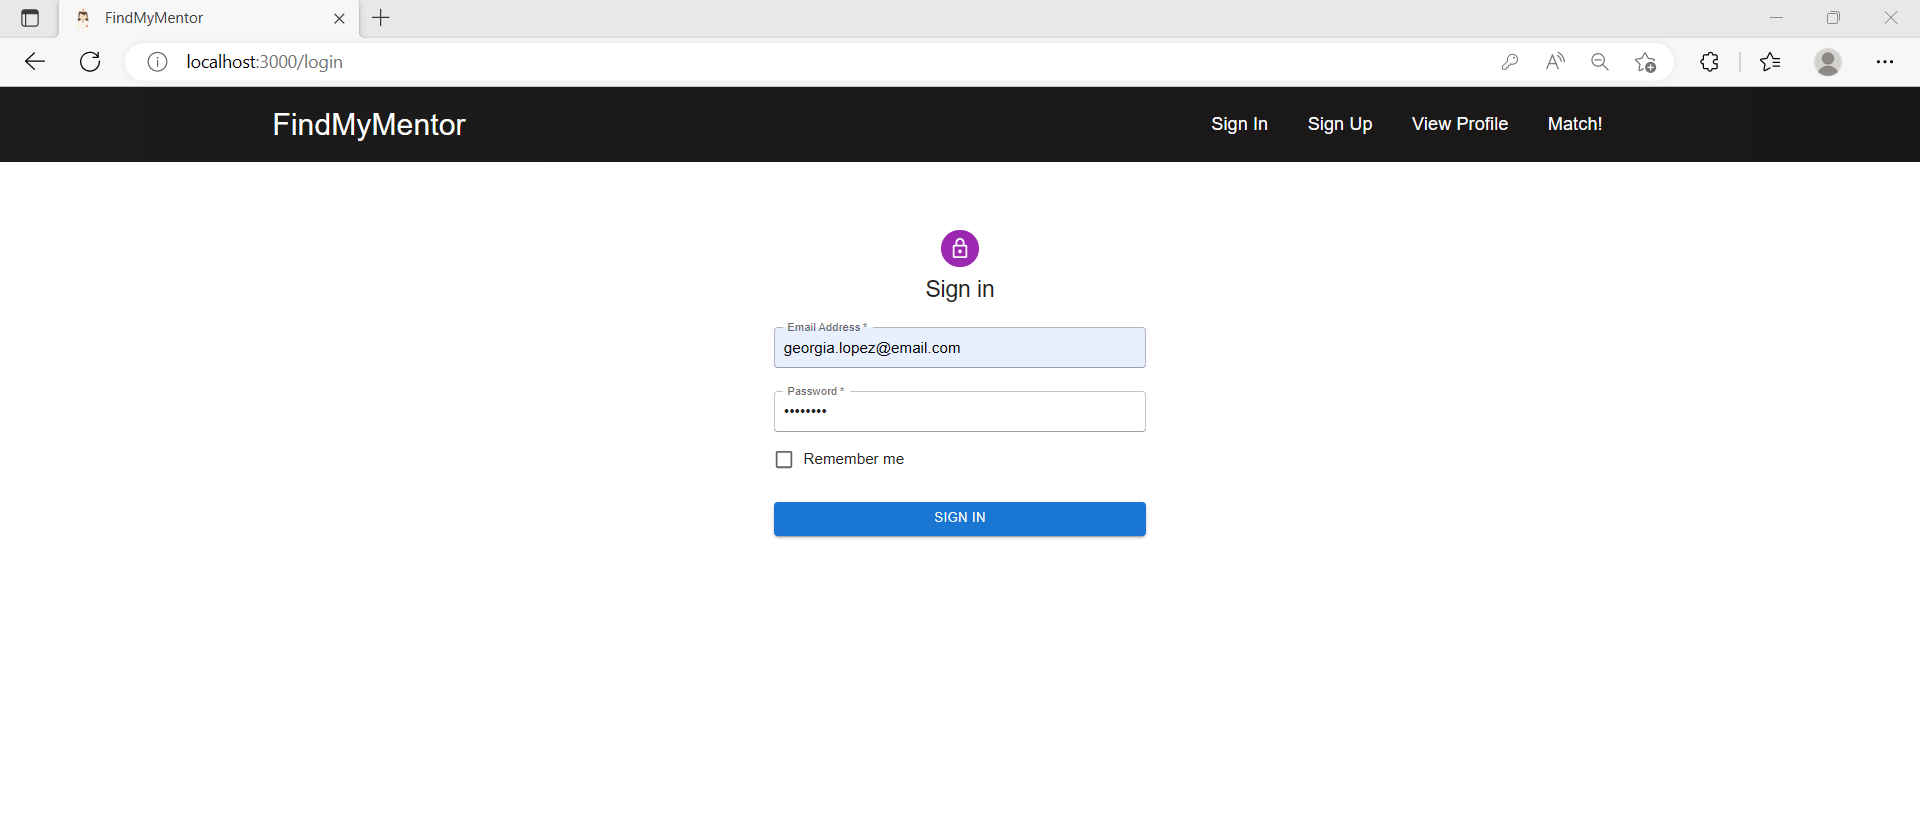 FindMyMentor
localhost:3000/login
FindMyMentor
Sign In
Sign Up
View Profile
Match!
Sign in
Email Address *
georgia.lopez@email.com
Password *
••••••••
Remember me
SIGN IN